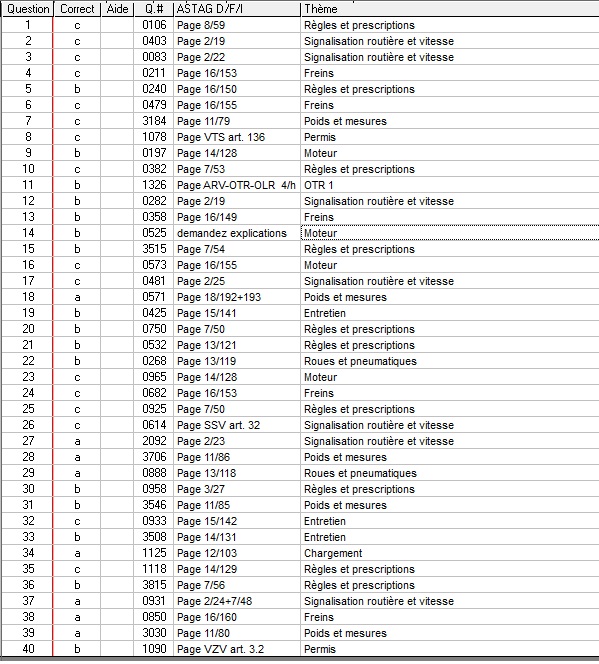 Question Correct Aide Q.# ASTAG D/F/I Thème
1 c 0106 Page 8/59 Règles et prescriptions
2 c 0403 Page 2/19 Signalisation routière et vitesse
3 c 0083 Page 2/22 Signalisation routière et vitesse
4 c 0211 Page 16/153 Freins
5 b 0240 Page 16/150 Règles et prescriptions
6 c 0479 Page 16/155 Freins
7 c 3184 Page 11/79 Poids et mesures
8 c 1078 Page VTS art. 136 Permis
9 b 0197 Page 14/128 Moteur
10 c 0382 Page 7/53 Règles et prescriptions
11 b 1326 Page ARV-OTR-OLR 4/h OTR 1
12 b 0282 Page 2/19 Signalisation routière et vitesse
13 b 0358 Page 16/149 Freins
14 b 0525 demandez explications Moteur
15 b 3515 Page 7/54 Règles et prescriptions
16 c 0573 Page 16/155 Moteur
17 c 0481 Page 2/25 Signalisation routière et vitesse
18 a 0571 Page 18/192+193 Poids et mesures
19 b 0425 Page 15/141 Entretien
20 b 0750 Page 7/50 Règles et prescriptions
21 b 0532 Page 13/121 Règles et prescriptions
22 b 0268 Page 13/119 Roues et pneumatiques
23 c 0965 Page 14/128 Moteur
24 c 0682 Page 16/153 Freins
25 c 0925 Page 7/50 Règles et prescriptions
26 c 0614 Page SSV art. 32 Signalisation routière et vitesse
27 a 2092 Page 2/23 Signalisation routière et vitesse
28 a 3706 Page 11/86 Poids et mesures
29 a 0888 Page 13/118 Roues et pneumatiques
30 b 0958 Page 3/27 Règles et prescriptions
31 b 3546 Page 11/85 Poids et mesures
32 c 0933 Page 15/142 Entretien
33 b 3508 Page 14/131 Entretien
34 a 1125 Page 12/103 Chargement
35 c 1118 Page 14/129 Règles et prescriptions
36 b 3815 Page 7/56 Règles et prescriptions
37 a 0931 Page 2/24+7/48 Signalisation routière et vitesse
38 a 0850 Page 16/160 Freins
39 a 3030 Page 11/80 Poids et mesures
40 b 1090 Page VZV art. 3.2 Permis